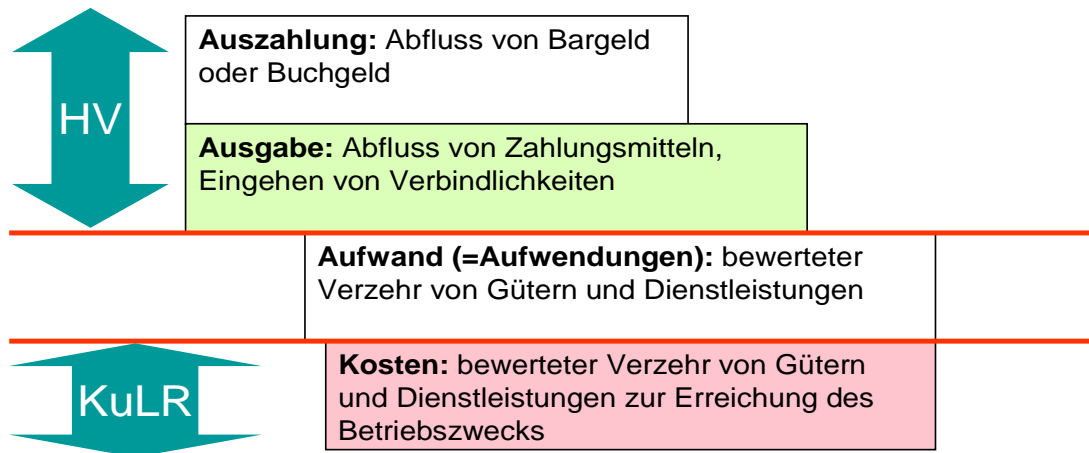 Auszahlung: Abfluss von Bargeld
oder Buchgeld
HV
Ausgabe: Abfluss von Zahlungsmitteln,
Eingehen von Verbindlichkeiten
Aufwand (=Aufwendungen): bewerteter
Verzehr von Gütern und Dienstleistungen
KuLR
Kosten: bewerteter Verzehr von Gütern
und Dienstleistungen zur Erreichung des
Betriebszwecks